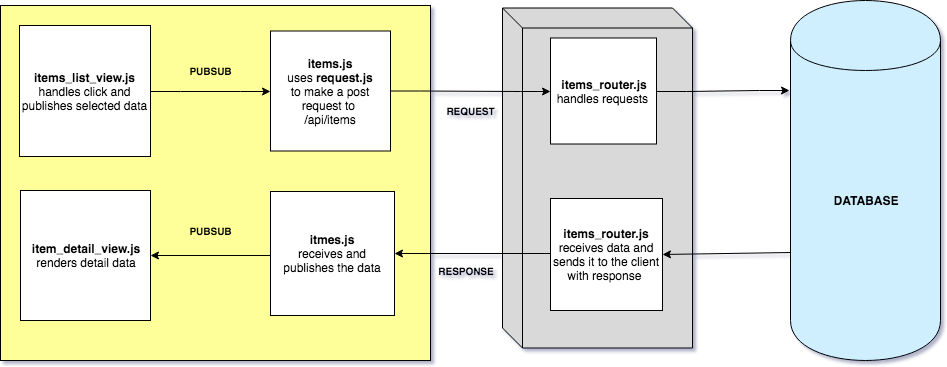 items_list_view.js
handles click and
publishes selected data
PUBSUB
items.js
uses request.js
to make a post
request to
/api/items
REQUEST
items_router.js
handles requests
DATABASE
item_detail_view.js
renders detail data
PUBSUB
itmes.js
receives and
publishes the data
RESPONSE
items_router.js
receives data and
sends it to the client
with response